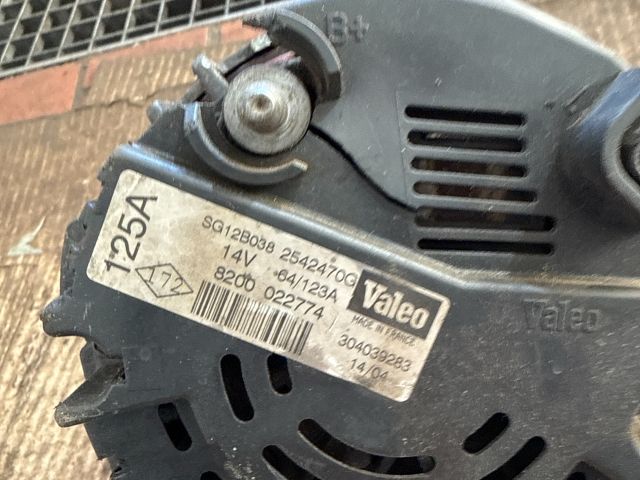 B+
125A
172
SG12B038 2542470G
14V 64/123A
8200 022774
Valeo
MADE IN FRANCE
304039283
14/04
Valeo